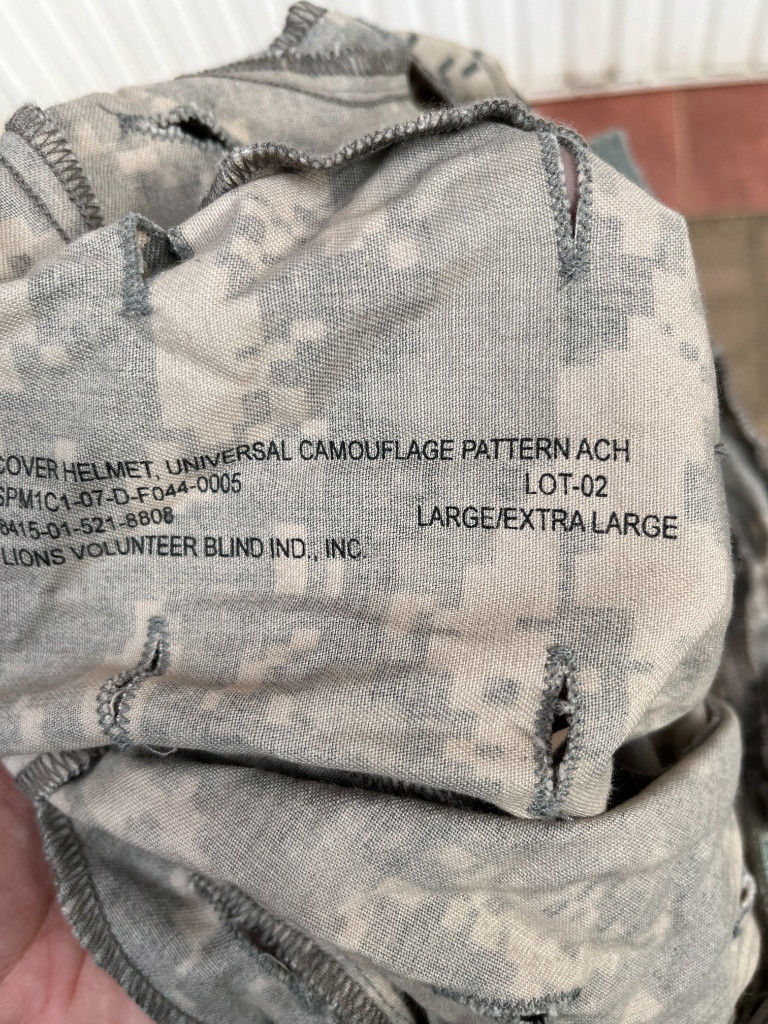 COVER HELMET, UNIVERSAL CAMOUFLAGE PATTERN ACH
SPM1C1-07-D-F044-0005 LOT-02
8415-01-521-8808 LARGE/EXTRA LARGE
LIONS VOLUNTEER BLIND IND., INC.